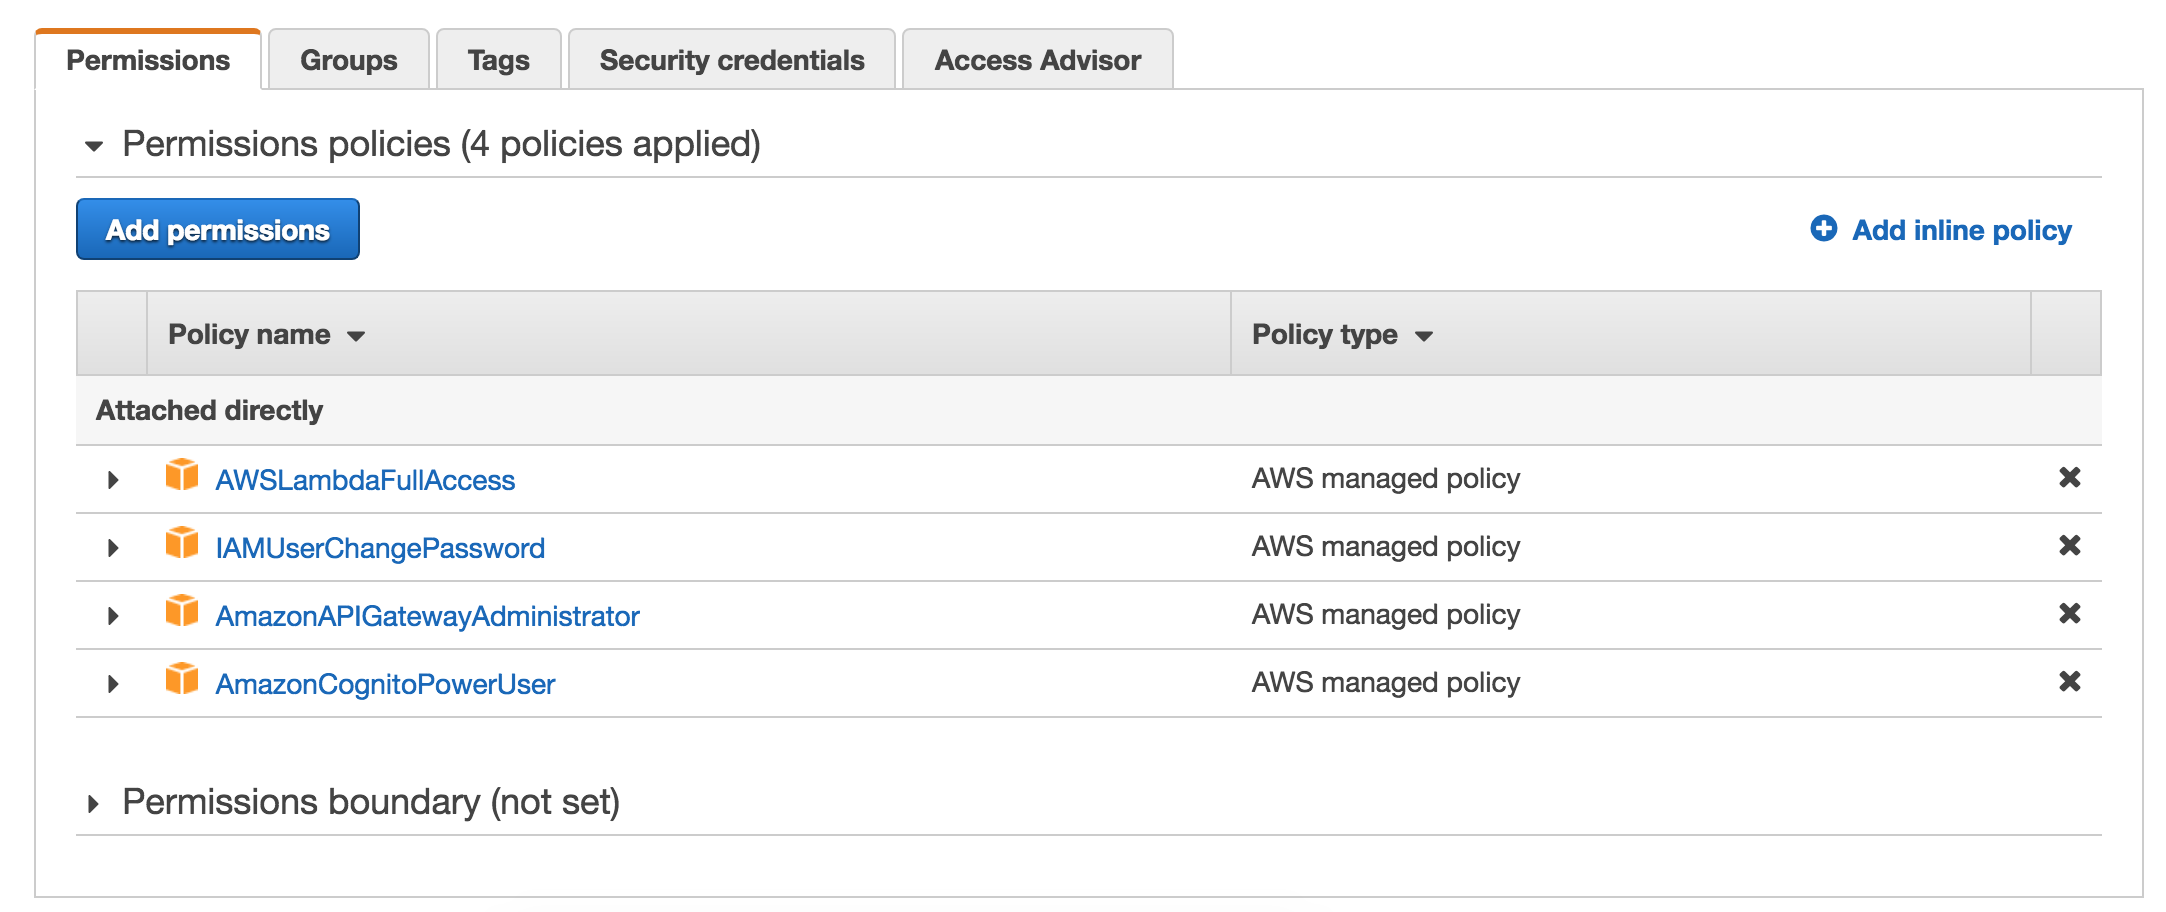 Permissions Groups Tags Security credentials Access Advisor
Permissions policies (4 policies applied)
Add permissions Add inline policy
Policy name Policy type
Attached directly
AWSLambdaFullAccess AWS managed policy
IAMUserChangePassword AWS managed policy
AmazonAPIGatewayAdministrator AWS managed policy
AmazonCognitoPowerUser AWS managed policy
Permissions boundary (not set)